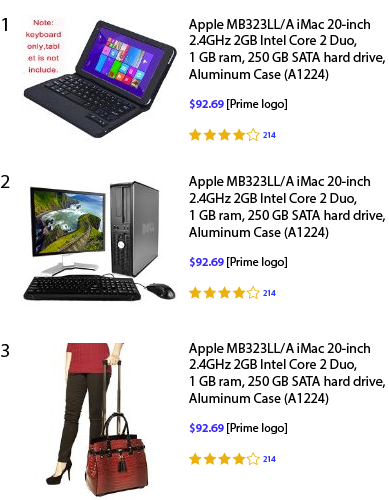 1
Note:
keyboard
only,tabl
et is not
include.
Apple MB323LL/A iMac 20-inch
2.4GHz 2GB Intel Core 2 Duo,
1 GB ram, 250 GB SATA hard drive,
Aluminum Case (A1224)
$92.69 [Prime logo]
214
2
Apple MB323LL/A iMac 20-inch
2.4GHz 2GB Intel Core 2 Duo,
1 GB ram, 250 GB SATA hard drive,
Aluminum Case (A1224)
$92.69 [Prime logo]
214
3
Apple MB323LL/A iMac 20-inch
2.4GHz 2GB Intel Core 2 Duo,
1 GB ram, 250 GB SATA hard drive,
Aluminum Case (A1224)
$92.69 [Prime logo]
214